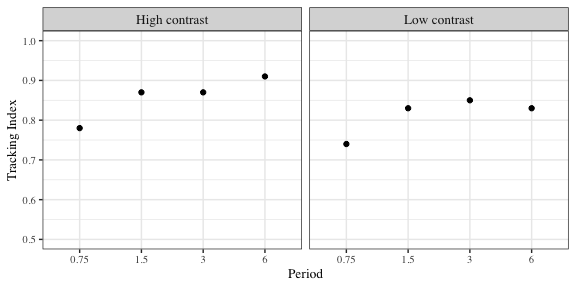 High contrast
Low contrast
Tracking Index
1.0
0.9
0.8
0.7
0.6
0.5
0.75 1.5 3 6
0.75 1.5 3 6
Period